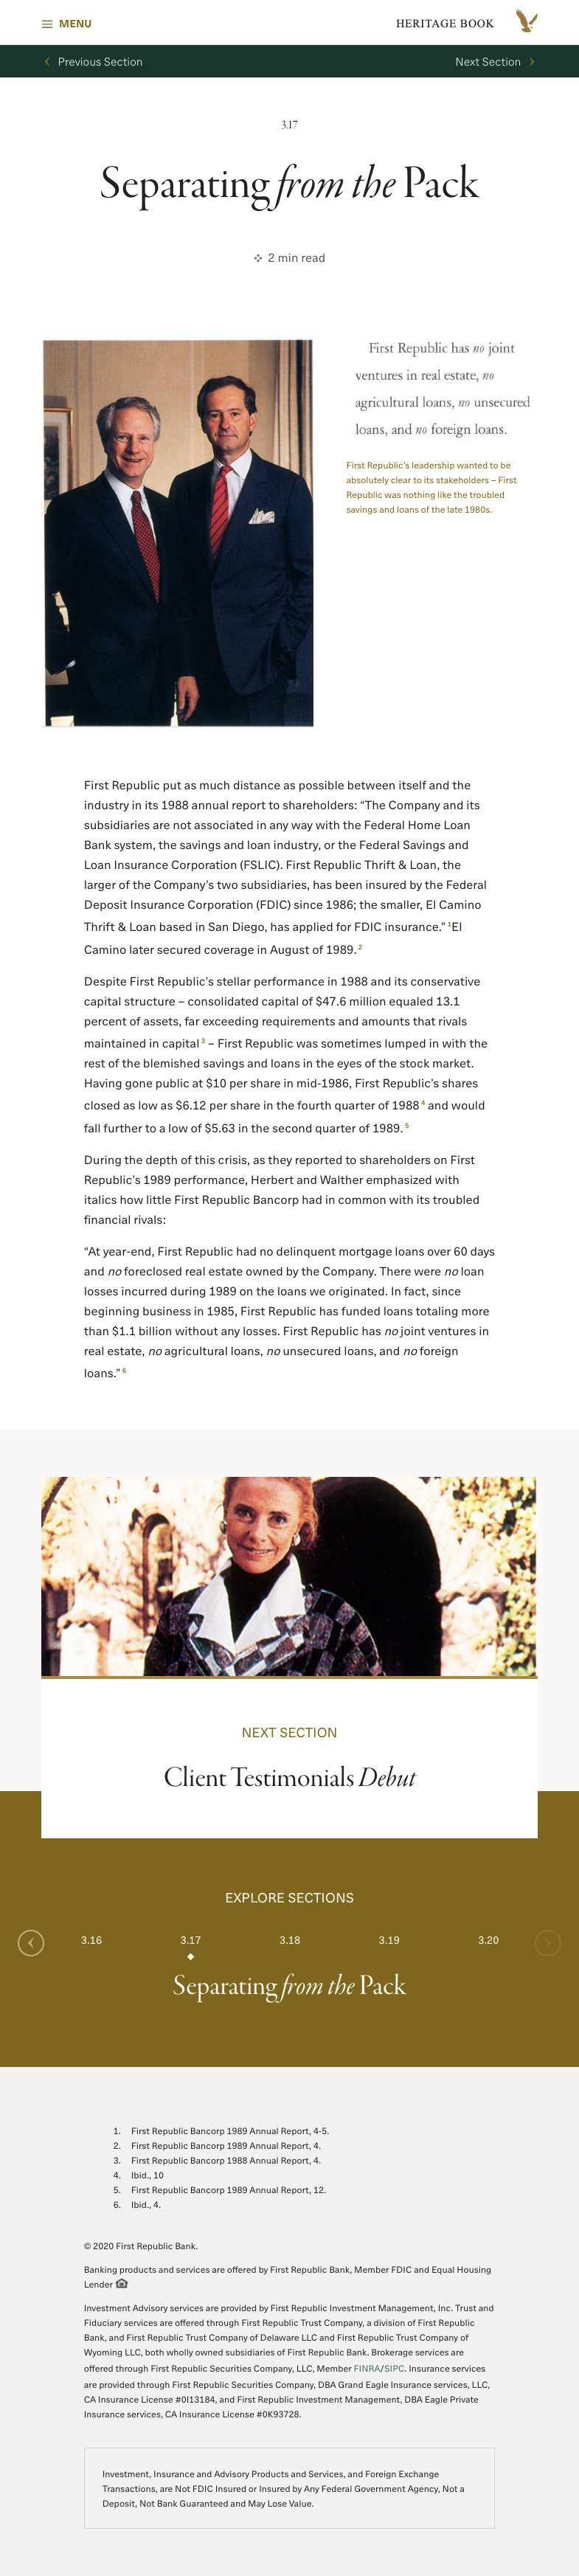 MENU
HERITAGE BOOK
Previous Section
Next Section
3.17
Separating from the Pack
2 min read
First Republic has no joint
ventures in real estate, no
agricultural loans, no unsecured
loans, and no foreign loans.
First Republic's leadership wanted to be
absolutely clear to its stakeholders – First
Republic was nothing like the troubled
savings and loans of the late 1980s.
First Republic put as much distance as possible between itself and the
industry in its 1988 annual report to shareholders: “The Company and its
subsidiaries are not associated in any way with the Federal Home Loan
Bank system, the savings and loan industry, or the Federal Savings and
Loan Insurance Corporation (FSLIC). First Republic Thrift & Loan, the
larger of the Company's two subsidiaries, has been insured by the Federal
Deposit Insurance Corporation (FDIC) since 1986; the smaller, El Camino
Thrift & Loan based in San Diego, has applied for FDIC insurance.” 1El
Camino later secured coverage in August of 1989. 2
Despite First Republic's stellar performance in 1988 and its conservative
capital structure – consolidated capital of $47.6 million equaled 13.1
percent of assets, far exceeding requirements and amounts that rivals
maintained in capital 3 – First Republic was sometimes lumped in with the
rest of the blemished savings and loans in the eyes of the stock market.
Having gone public at $10 per share in mid-1986, First Republic's shares
closed as low as $6.12 per share in the fourth quarter of 1988 4 and would
fall further to a low of $5.63 in the second quarter of 1989. 5
During the depth of this crisis, as they reported to shareholders on First
Republic's 1989 performance, Herbert and Walther emphasized with
italics how little First Republic Bancorp had in common with its troubled
financial rivals:
“At year-end, First Republic had no delinquent mortgage loans over 60 days
and no foreclosed real estate owned by the Company. There were no loan
losses incurred during 1989 on the loans we originated. In fact, since
beginning business in 1985, First Republic has funded loans totaling more
than $1.1 billion without any losses. First Republic has no joint ventures in
real estate, no agricultural loans, no unsecured loans, and no foreign
loans.” 6
NEXT SECTION
Client Testimonials Debut
EXPLORE SECTIONS
3.16
3.17
3.18
3.19
3.20
Separating from the Pack
1. First Republic Bancorp 1989 Annual Report, 4-5.
2. First Republic Bancorp 1989 Annual Report, 4.
3. First Republic Bancorp 1988 Annual Report, 4.
4. Ibid., 10
5. First Republic Bancorp 1989 Annual Report, 12.
6. Ibid., 4.
© 2020 First Republic Bank.
Banking products and services are offered by First Republic Bank, Member FDIC and Equal Housing
Lender
Investment Advisory services are provided by First Republic Investment Management, Inc. Trust and
Fiduciary services are offered through First Republic Trust Company, a division of First Republic
Bank, and First Republic Trust Company of Delaware LLC and First Republic Trust Company of
Wyoming LLC, both wholly owned subsidiaries of First Republic Bank. Brokerage services are
offered through First Republic Securities Company, LLC, Member FINRA/SIPC. Insurance services
are provided through First Republic Securities Company, DBA Grand Eagle Insurance services, LLC,
CA Insurance License #0I13184, and First Republic Investment Management, DBA Eagle Private
Insurance services, CA Insurance License #0K93728.
Investment, Insurance and Advisory Products and Services, and Foreign Exchange
Transactions, are Not FDIC Insured or Insured by Any Federal Government Agency, Not a
Deposit, Not Bank Guaranteed and May Lose Value.